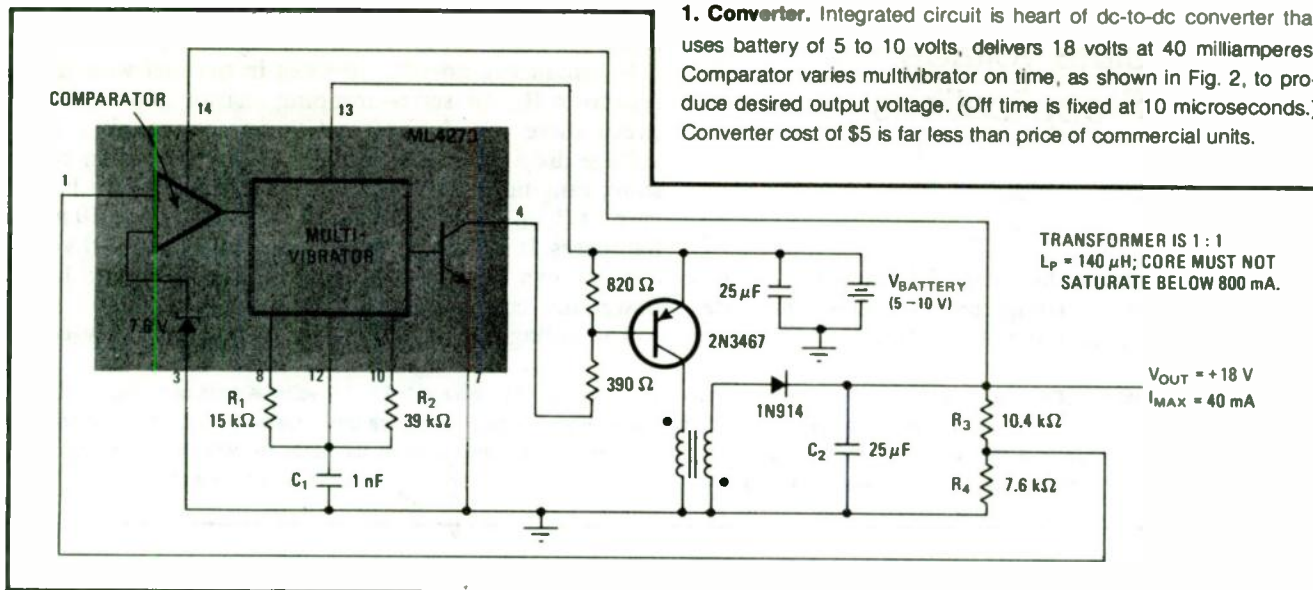 1. Converter. Integrated circuit is heart of dc-to-dc converter tha
uses battery of 5 to 10 volts, delivers 18 volts at 40 milliamperes
Comparator varies multivibrator on time, as shown in Fig. 2, to pro-
duce desired output voltage. (Off time is fixed at 10 microseconds.)
Converter cost of $5 is far less than price of commercial units.
COMPARATOR
14
13
1
4
MULTI-
VIBRATOR
3
8
12
10
7
R1
15 kΩ
R2
39 kΩ
C1
1 nF
820 Ω
390 Ω
25 μF
VBATTERY
(5–10 V)
2N3467
1N914
C2
25 μF
TRANSFORMER IS 1 : 1
LP = 140 μH; CORE MUST NOT
SATURATE BELOW 800 mA.
VOUT = +18 V
IMAX = 40 mA
R3
10.4 kΩ
R4
7.6 kΩ